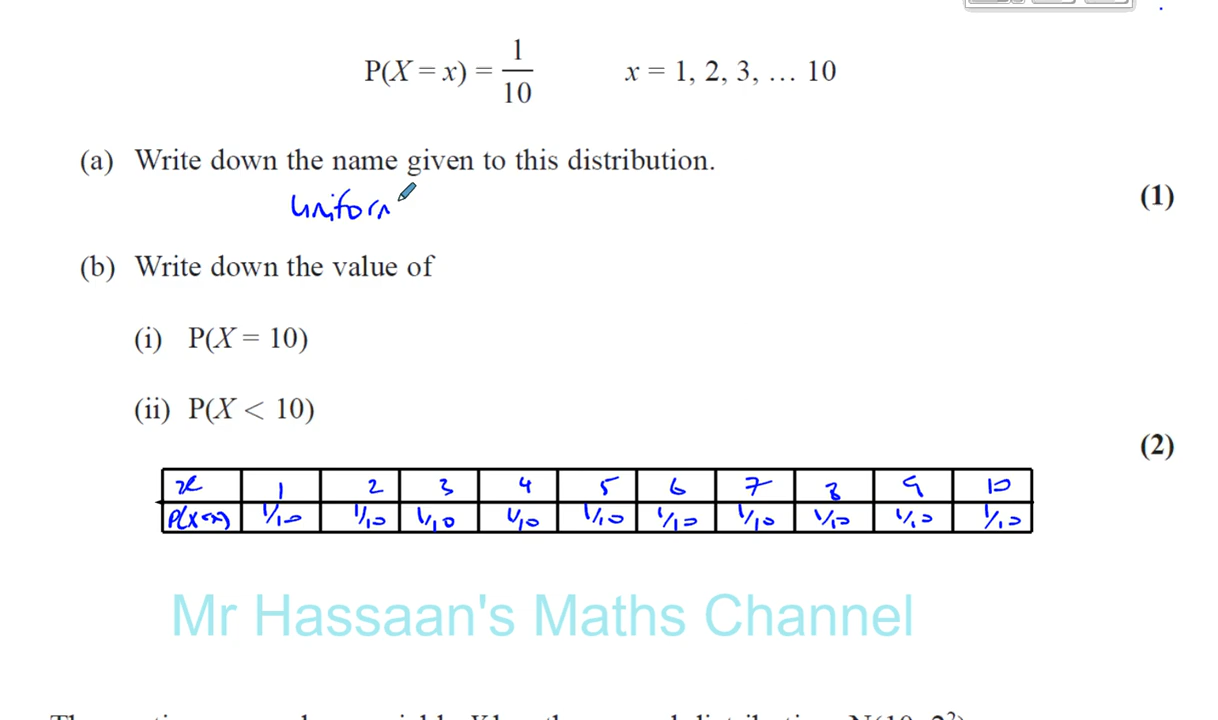 P(X = x) = 1/10 x = 1, 2, 3, … 10
(a) Write down the name given to this distribution.
uniforn
(1)
(b) Write down the value of
(i) P(X = 10)
(ii) P(X < 10)
(2)
x 1 2 3 4 5 6 7 8 9 10
P(X=x) 1/10 1/10 1/10 1/10 1/10 1/10 1/10 1/10 1/10 1/10
Mr Hassaan's Maths Channel